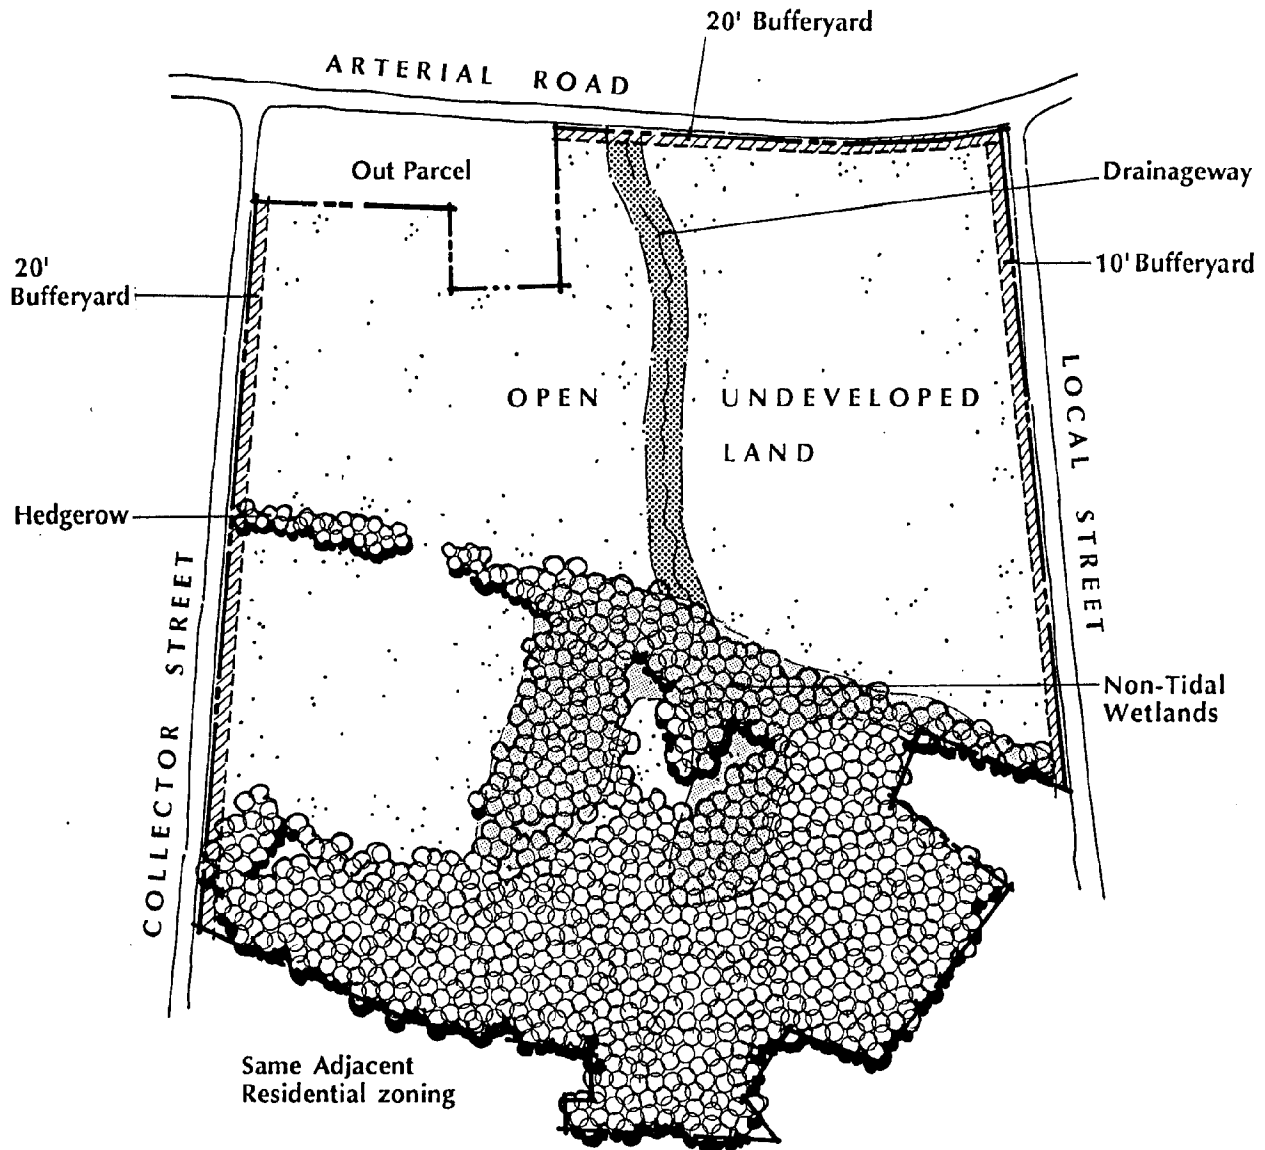 20' Bufferyard
ARTERIAL ROAD
Out Parcel
Drainageway
20'
Bufferyard
10' Bufferyard
OPEN UNDEVELOPED
LAND
LOCAL STREET
Hedgerow
COLLECTOR STREET
Non-Tidal
Wetlands
Same Adjacent
Residential zoning